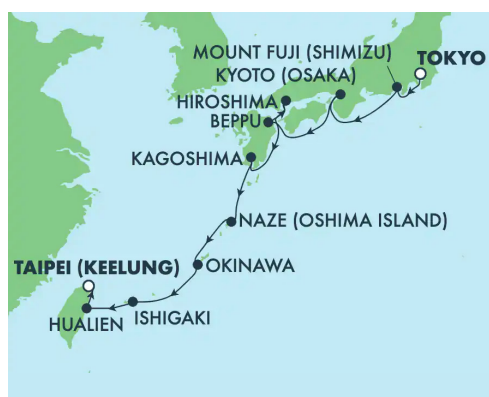 MOUNT FUJI (SHIMIZU)
TOKYO
KYOTO (OSAKA)
HIROSHIMA
BEPPU
KAGOSHIMA
NAZE (OSHIMA ISLAND)
OKINAWA
TAIPEI (KEELUNG)
ISHIGAKI
HUALIEN